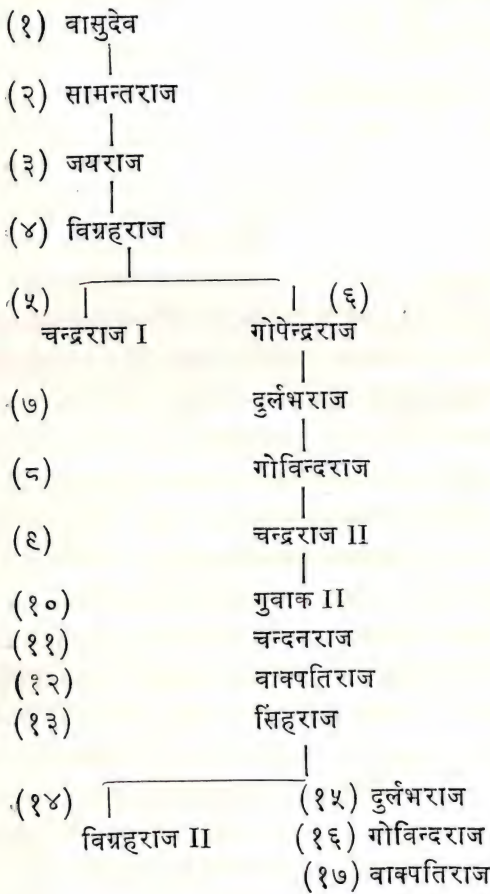 (१) वासुदेव
(२) सामन्तराज
(३) जयराज
(४) विग्रहराज
(५) (६)
चन्द्रराज I गोपेन्द्रराज
(७) दुर्लभराज
(८) गोविन्दराज
(९) चन्द्रराज II
(१०) गुवाक II
(११) चन्दनराज
(१२) वाक्पतिराज
(१३) सिंहराज
(१४) (१५) दुर्लभराज
विग्रहराज II (१६) गोविन्दराज
(१७) वाक्पतिराज